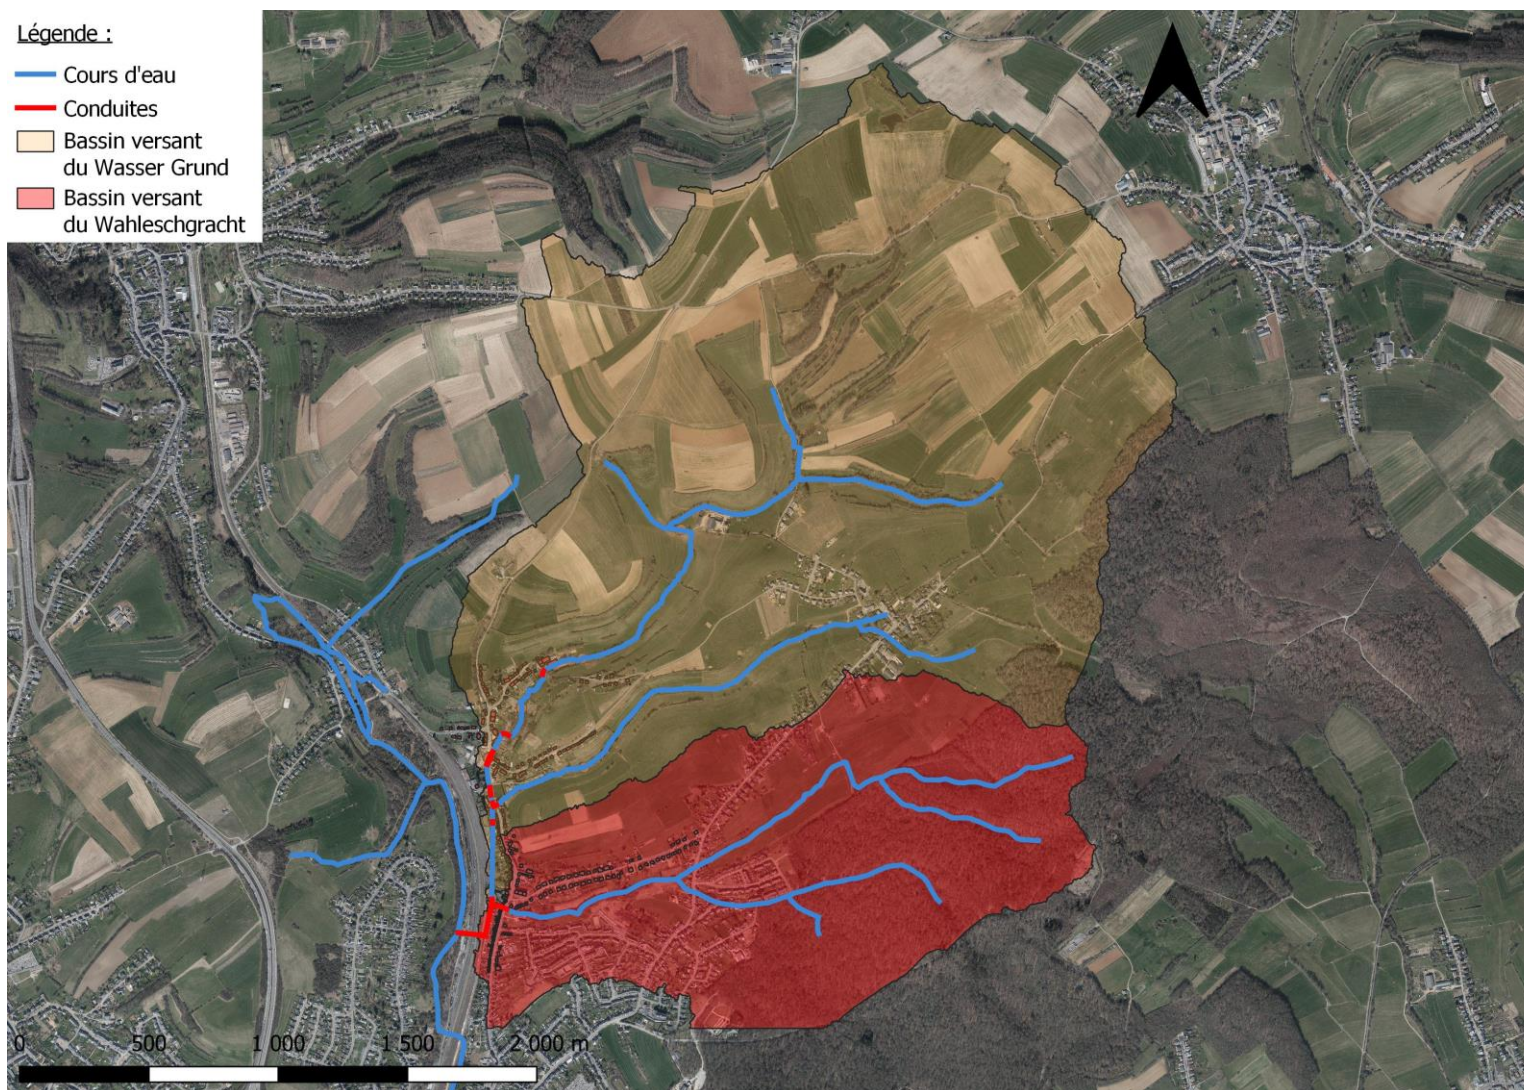 Légende :
Cours d'eau
Conduites
Bassin versant
du Wasser Grund
Bassin versant
du Wahleschgracht
0 500 1 000 1 500 2 000 m